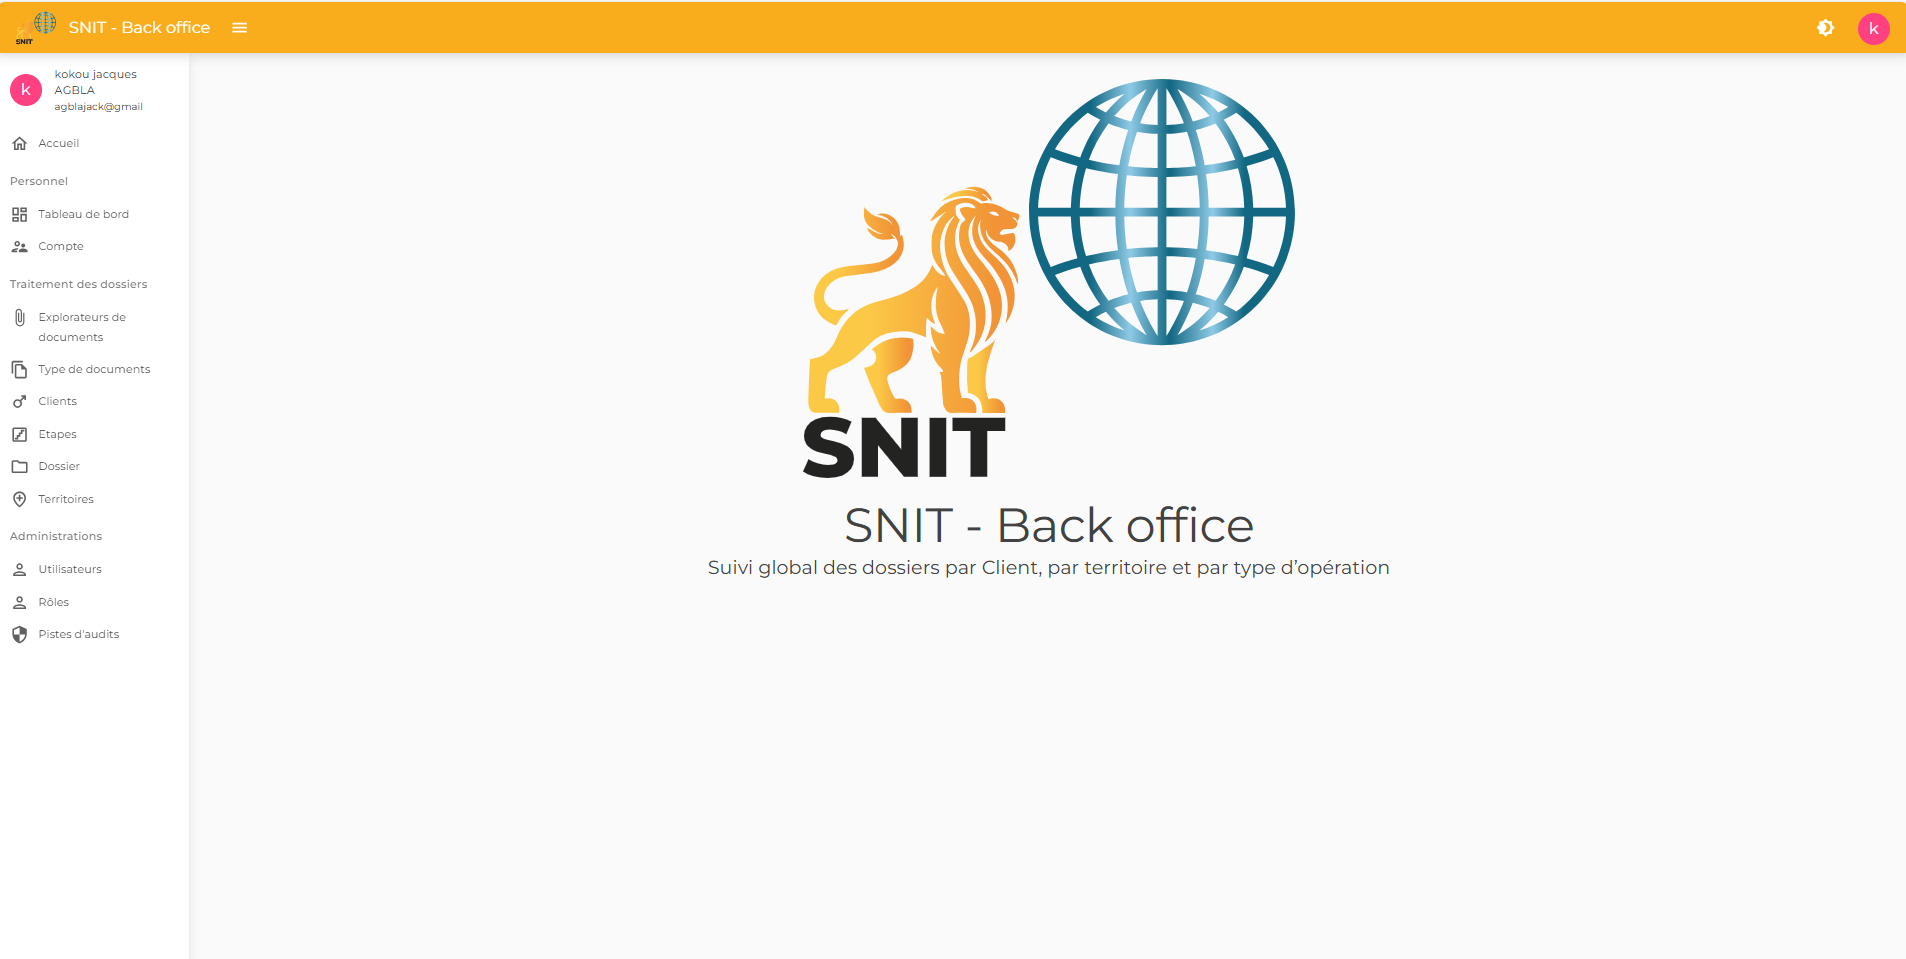 SNIT
SNIT - Back office
k
k
kokou jacques
AGBLA
agblajack@gmail
Accueil
Personnel
Tableau de bord
Compte
Traitement des dossiers
Explorateurs de
documents
Type de documents
Clients
Etapes
Dossier
Territoires
Administrations
Utilisateurs
Rôles
Pistes d'audits
SNIT
SNIT - Back office
Suivi global des dossiers par Client, par territoire et par type d’opération